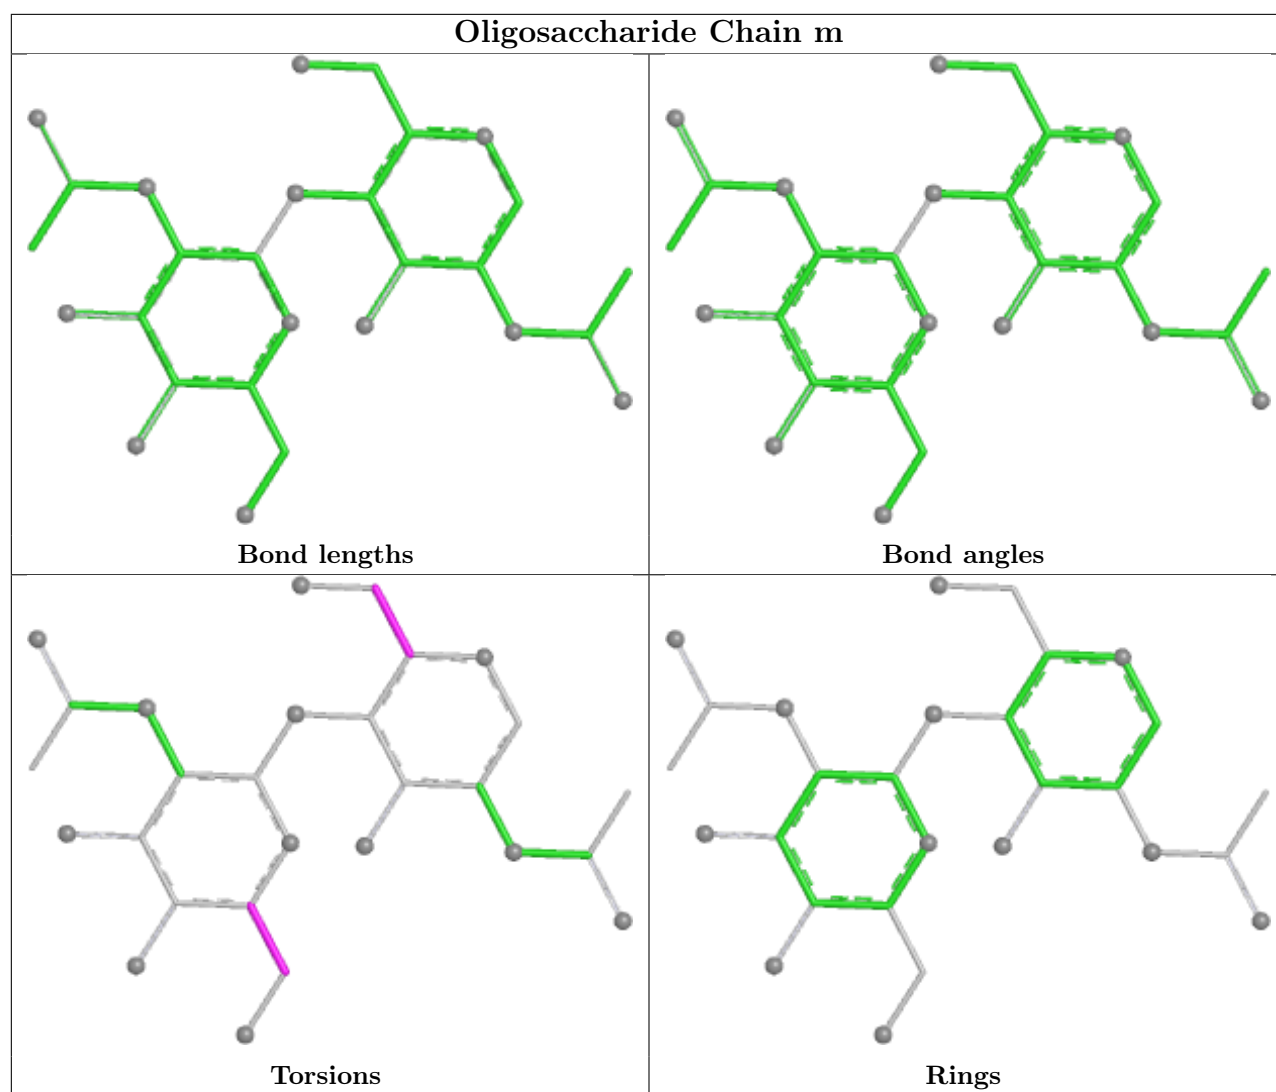 Oligosaccharide Chain m
Bond lengths
Bond angles
Torsions
Rings